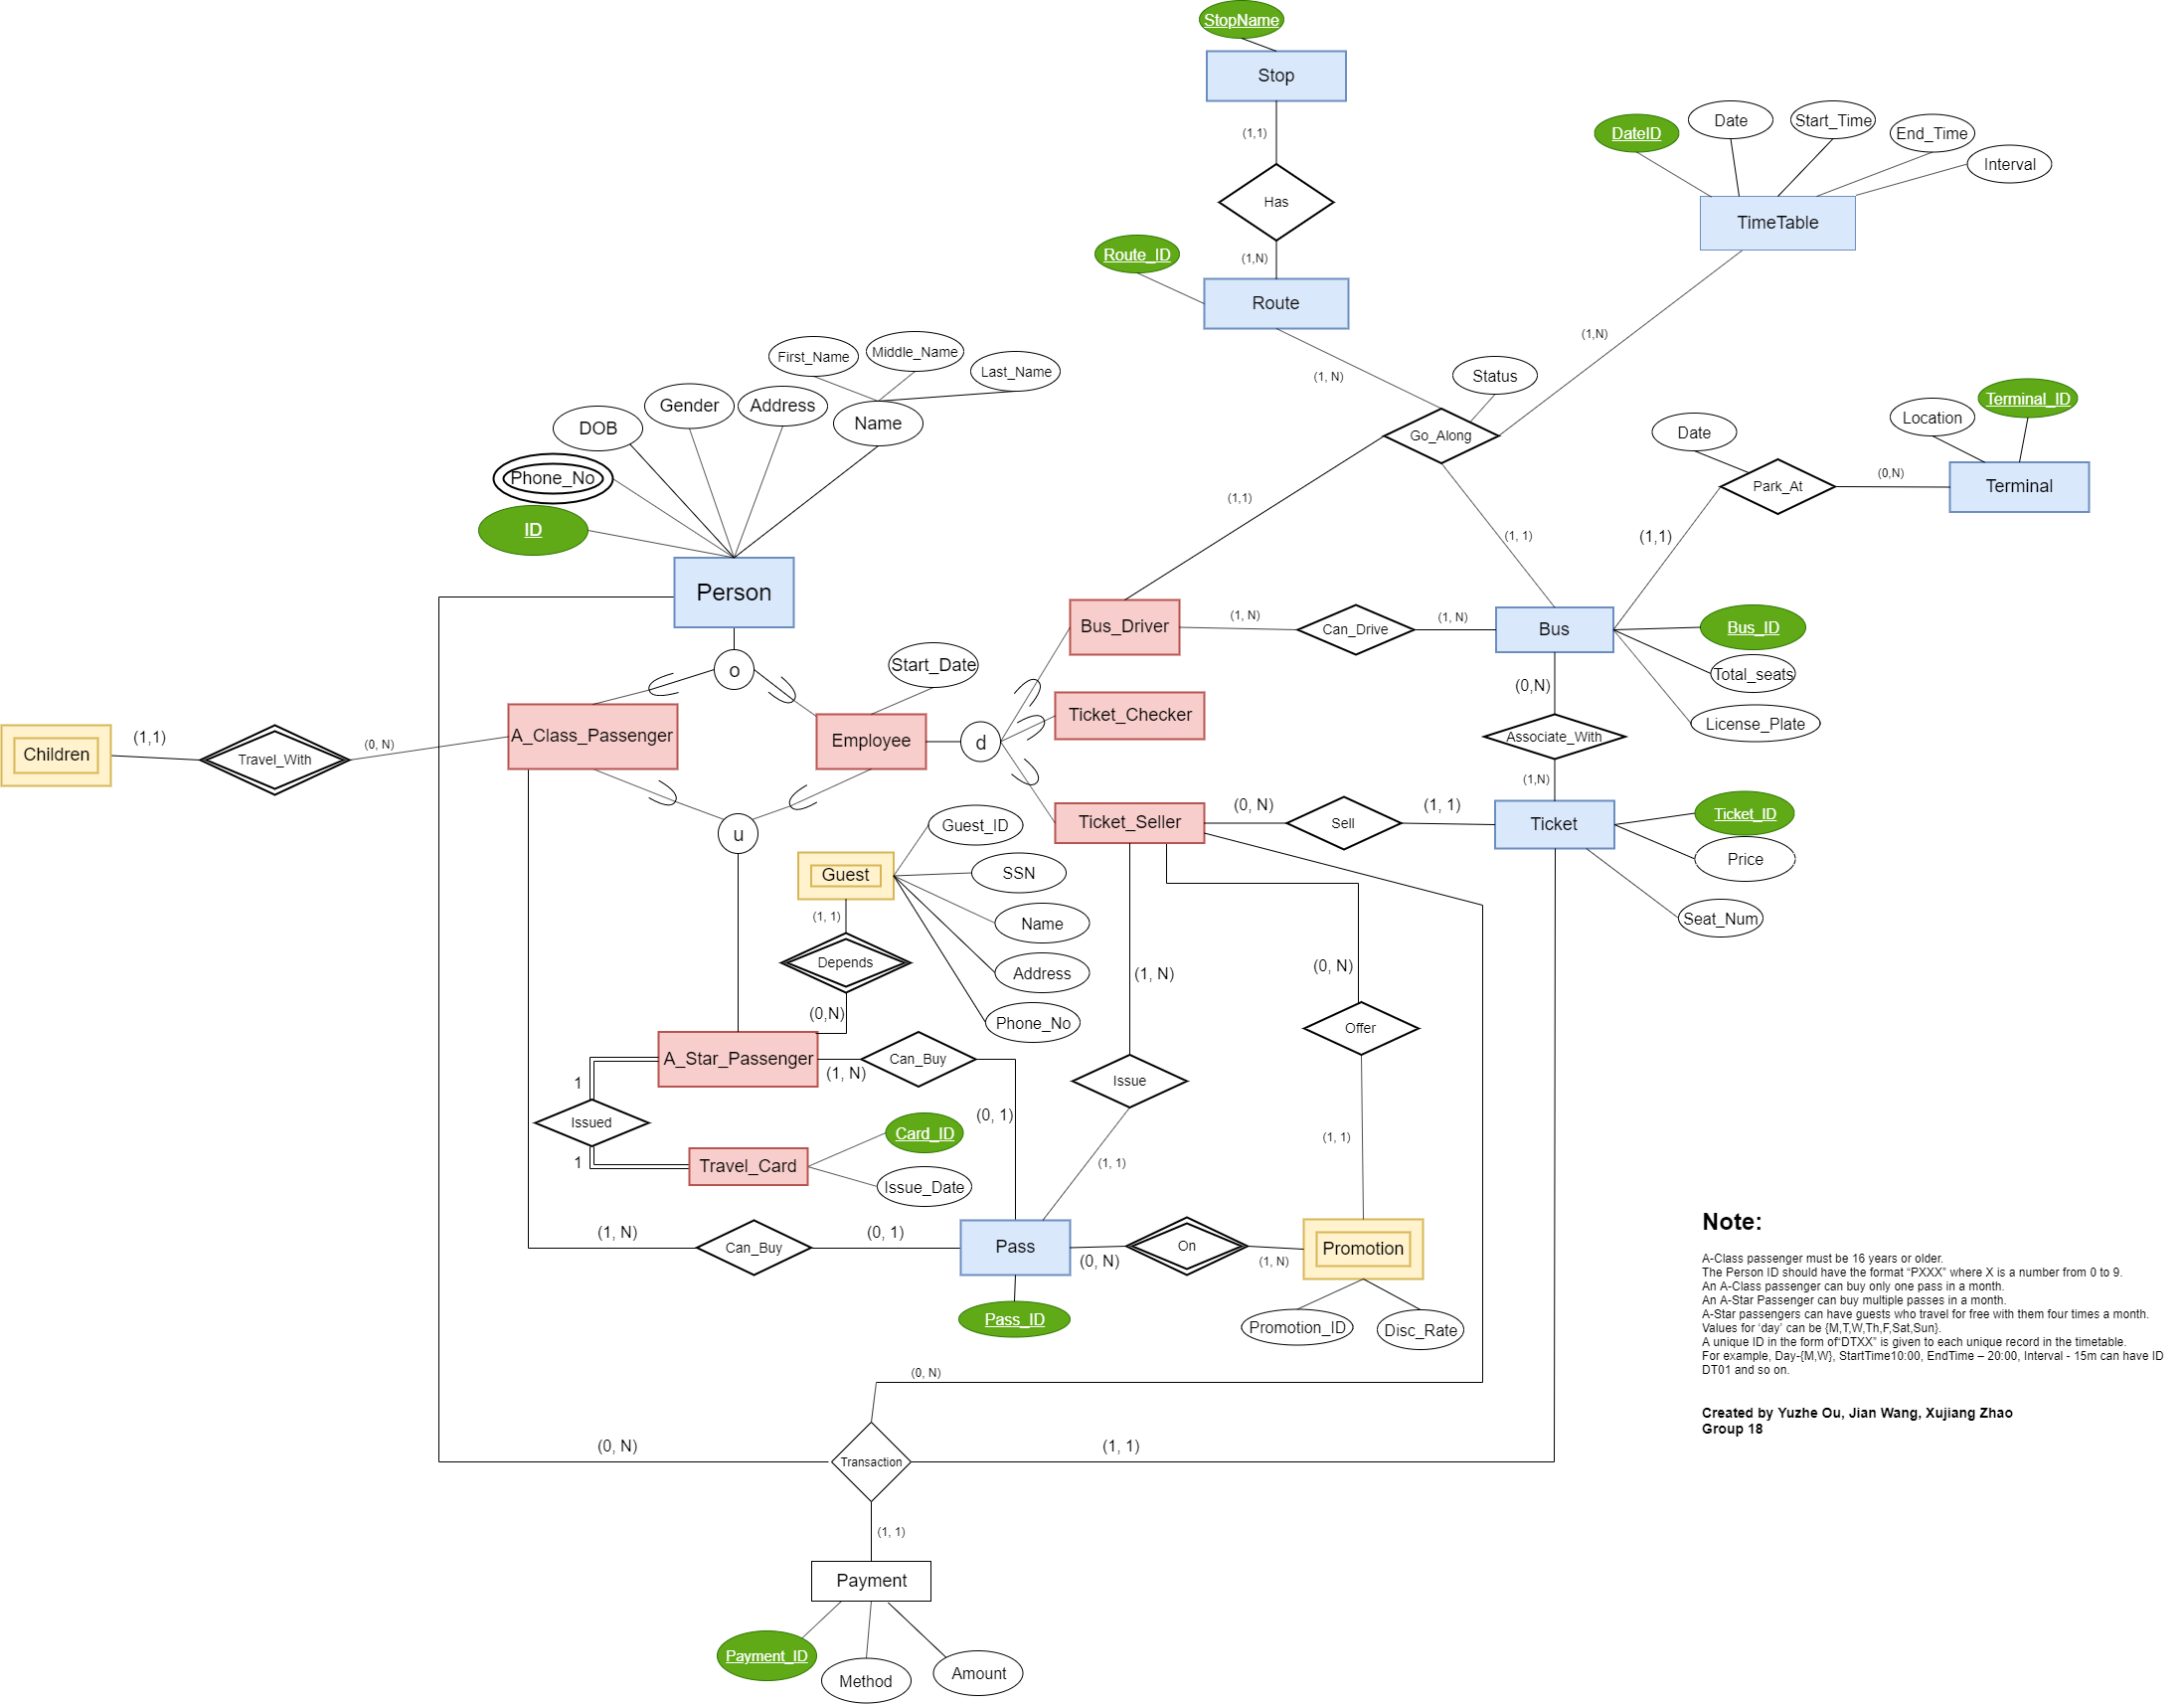 StopName
Stop
(1,1)
Has
(1,N)
Route_ID
Route
DateID
Date
Start_Time
End_Time
Interval
TimeTable
(1,N)
(1, N)
Status
Go_Along
First_Name
Middle_Name
Last_Name
DOB
Gender
Address
Name
Phone_No
ID
Person
Location
Terminal_ID
Date
Park_At
(0,N)
Terminal
(1,1)
(1, 1)
(1,1)
Bus_Driver
(1, N)
Can_Drive
(1, N)
Bus
Bus_ID
Total_seats
License_Plate
o
Start_Date
A_Class_Passenger
Employee
d
Ticket_Checker
(0,N)
Associate_With
(1,N)
Children
(1,1)
Travel_With
(0, N)
u
Ticket_Seller
(0, N)
Sell
(1, 1)
Ticket
Ticket_ID
Price
Seat_Num
Guest
Guest_ID
SSN
Name
Address
Phone_No
(1, 1)
Depends
(0,N)
(1, N)
(0, N)
Offer
A_Star_Passenger
(1, N)
Can_Buy
(0, 1)
Issue
1
Issued
1
Travel_Card
Card_ID
Issue_Date
(1, 1)
(1, 1)
(1, N)
Can_Buy
(0, 1)
Pass
(0, N)
On
(1, N)
Promotion
Pass_ID
Promotion_ID
Disc_Rate
(0, N)
(0, N)
Transaction
(1, 1)
(1, 1)
Payment
Payment_ID
Method
Amount
Note:
A-Class passenger must be 16 years or older.
The Person ID should have the format “PXXX” where X is a number from 0 to 9.
An A-Class passenger can buy only one pass in a month.
An A-Star Passenger can buy multiple passes in a month.
A-Star passengers can have guests who travel for free with them four times a month.
Values for ‘day’ can be {M,T,W,Th,F,Sat,Sun}.
A unique ID in the form of“DTXX” is given to each unique record in the timetable.
For example, Day-{M,W}, StartTime10:00, EndTime – 20:00, Interval - 15m can have ID
DT01 and so on.
Created by Yuzhe Ou, Jian Wang, Xujiang Zhao
Group 18